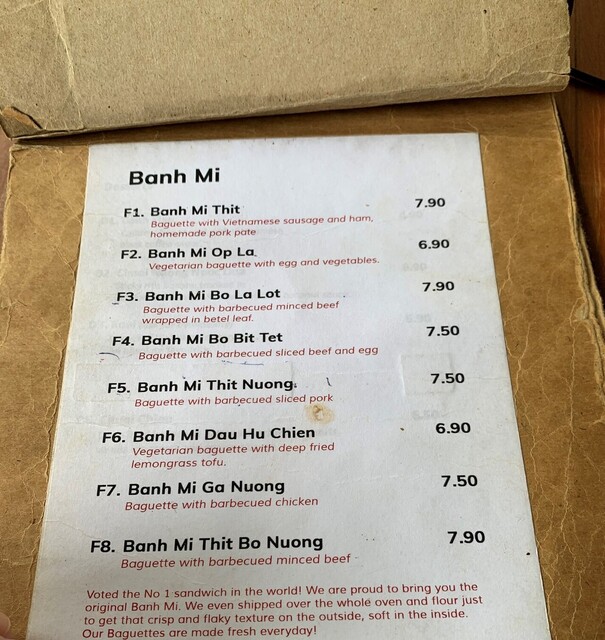 Banh Mi
F1. Banh Mi Thit 7.90
Baguette with Vietnamese sausage and ham,
homemade pork pate
F2. Banh Mi Op La 6.90
Vegetarian baguette with egg and vegetables.
F3. Banh Mi Bo La Lot 7.90
Baguette with barbecued minced beef
wrapped in betel leaf.
F4. Banh Mi Bo Bit Tet 7.50
Baguette with barbecued sliced beef and egg
F5. Banh Mi Thit Nuong. 7.50
Baguette with barbecued sliced pork
F6. Banh Mi Dau Hu Chien 6.90
Vegetarian baguette with deep fried
lemongrass tofu.
F7. Banh Mi Ga Nuong 7.50
Baguette with barbecued chicken
F8. Banh Mi Thit Bo Nuong 7.90
Baguette with barbecued minced beef
Voted the No 1 sandwich in the world! We are proud to bring you the
original Banh Mi. We even shipped over the whole oven and flour just
to get that crisp and flaky texture on the outside, soft in the inside.
Our Baguettes are made fresh everyday!